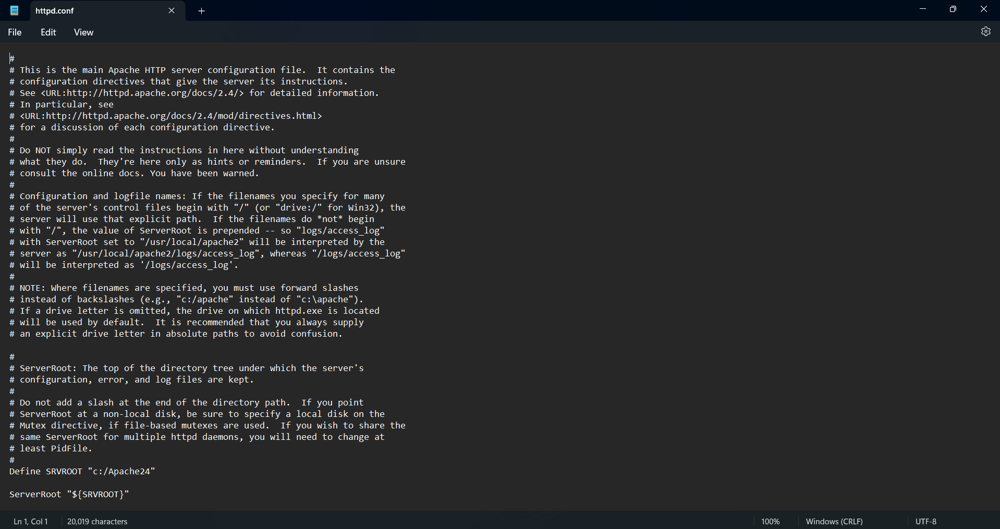 httpd.conf
File Edit View
#
# This is the main Apache HTTP server configuration file.  It contains the
# configuration directives that give the server its instructions.
# See <URL:http://httpd.apache.org/docs/2.4/> for detailed information.
# In particular, see
# <URL:http://httpd.apache.org/docs/2.4/mod/directives.html>
# for a discussion of each configuration directive.
#
# Do NOT simply read the instructions in here without understanding
# what they do.  They're here only as hints or reminders.  If you are unsure
# consult the online docs. You have been warned.
#
# Configuration and logfile names: If the filenames you specify for many
# of the server's control files begin with "/" (or "drive:/" for Win32), the
# server will use that explicit path.  If the filenames do *not* begin
# with "/", the value of ServerRoot is prepended -- so "logs/access_log"
# with ServerRoot set to "/usr/local/apache2" will be interpreted by the
# server as "/usr/local/apache2/logs/access_log", whereas "/logs/access_log"
# will be interpreted as '/logs/access_log'.
#
# NOTE: Where filenames are specified, you must use forward slashes
# instead of backslashes (e.g., "c:/apache" instead of "c:\apache").
# If a drive letter is omitted, the drive on which httpd.exe is located
# will be used by default.  It is recommended that you always supply
# an explicit drive letter in absolute paths to avoid confusion.
#
# ServerRoot: The top of the directory tree under which the server's
# configuration, error, and log files are kept.
#
# Do not add a slash at the end of the directory path.  If you point
# ServerRoot at a non-local disk, be sure to specify a local disk on the
# Mutex directive, if file-based mutexes are used.  If you wish to share the
# same ServerRoot for multiple httpd daemons, you will need to change at
# least PidFile.
#
Define SRVROOT "c:/Apache24"
ServerRoot "${SRVROOT}"
Ln 1, Col 1 20,019 characters 100% Windows (CRLF) UTF-8